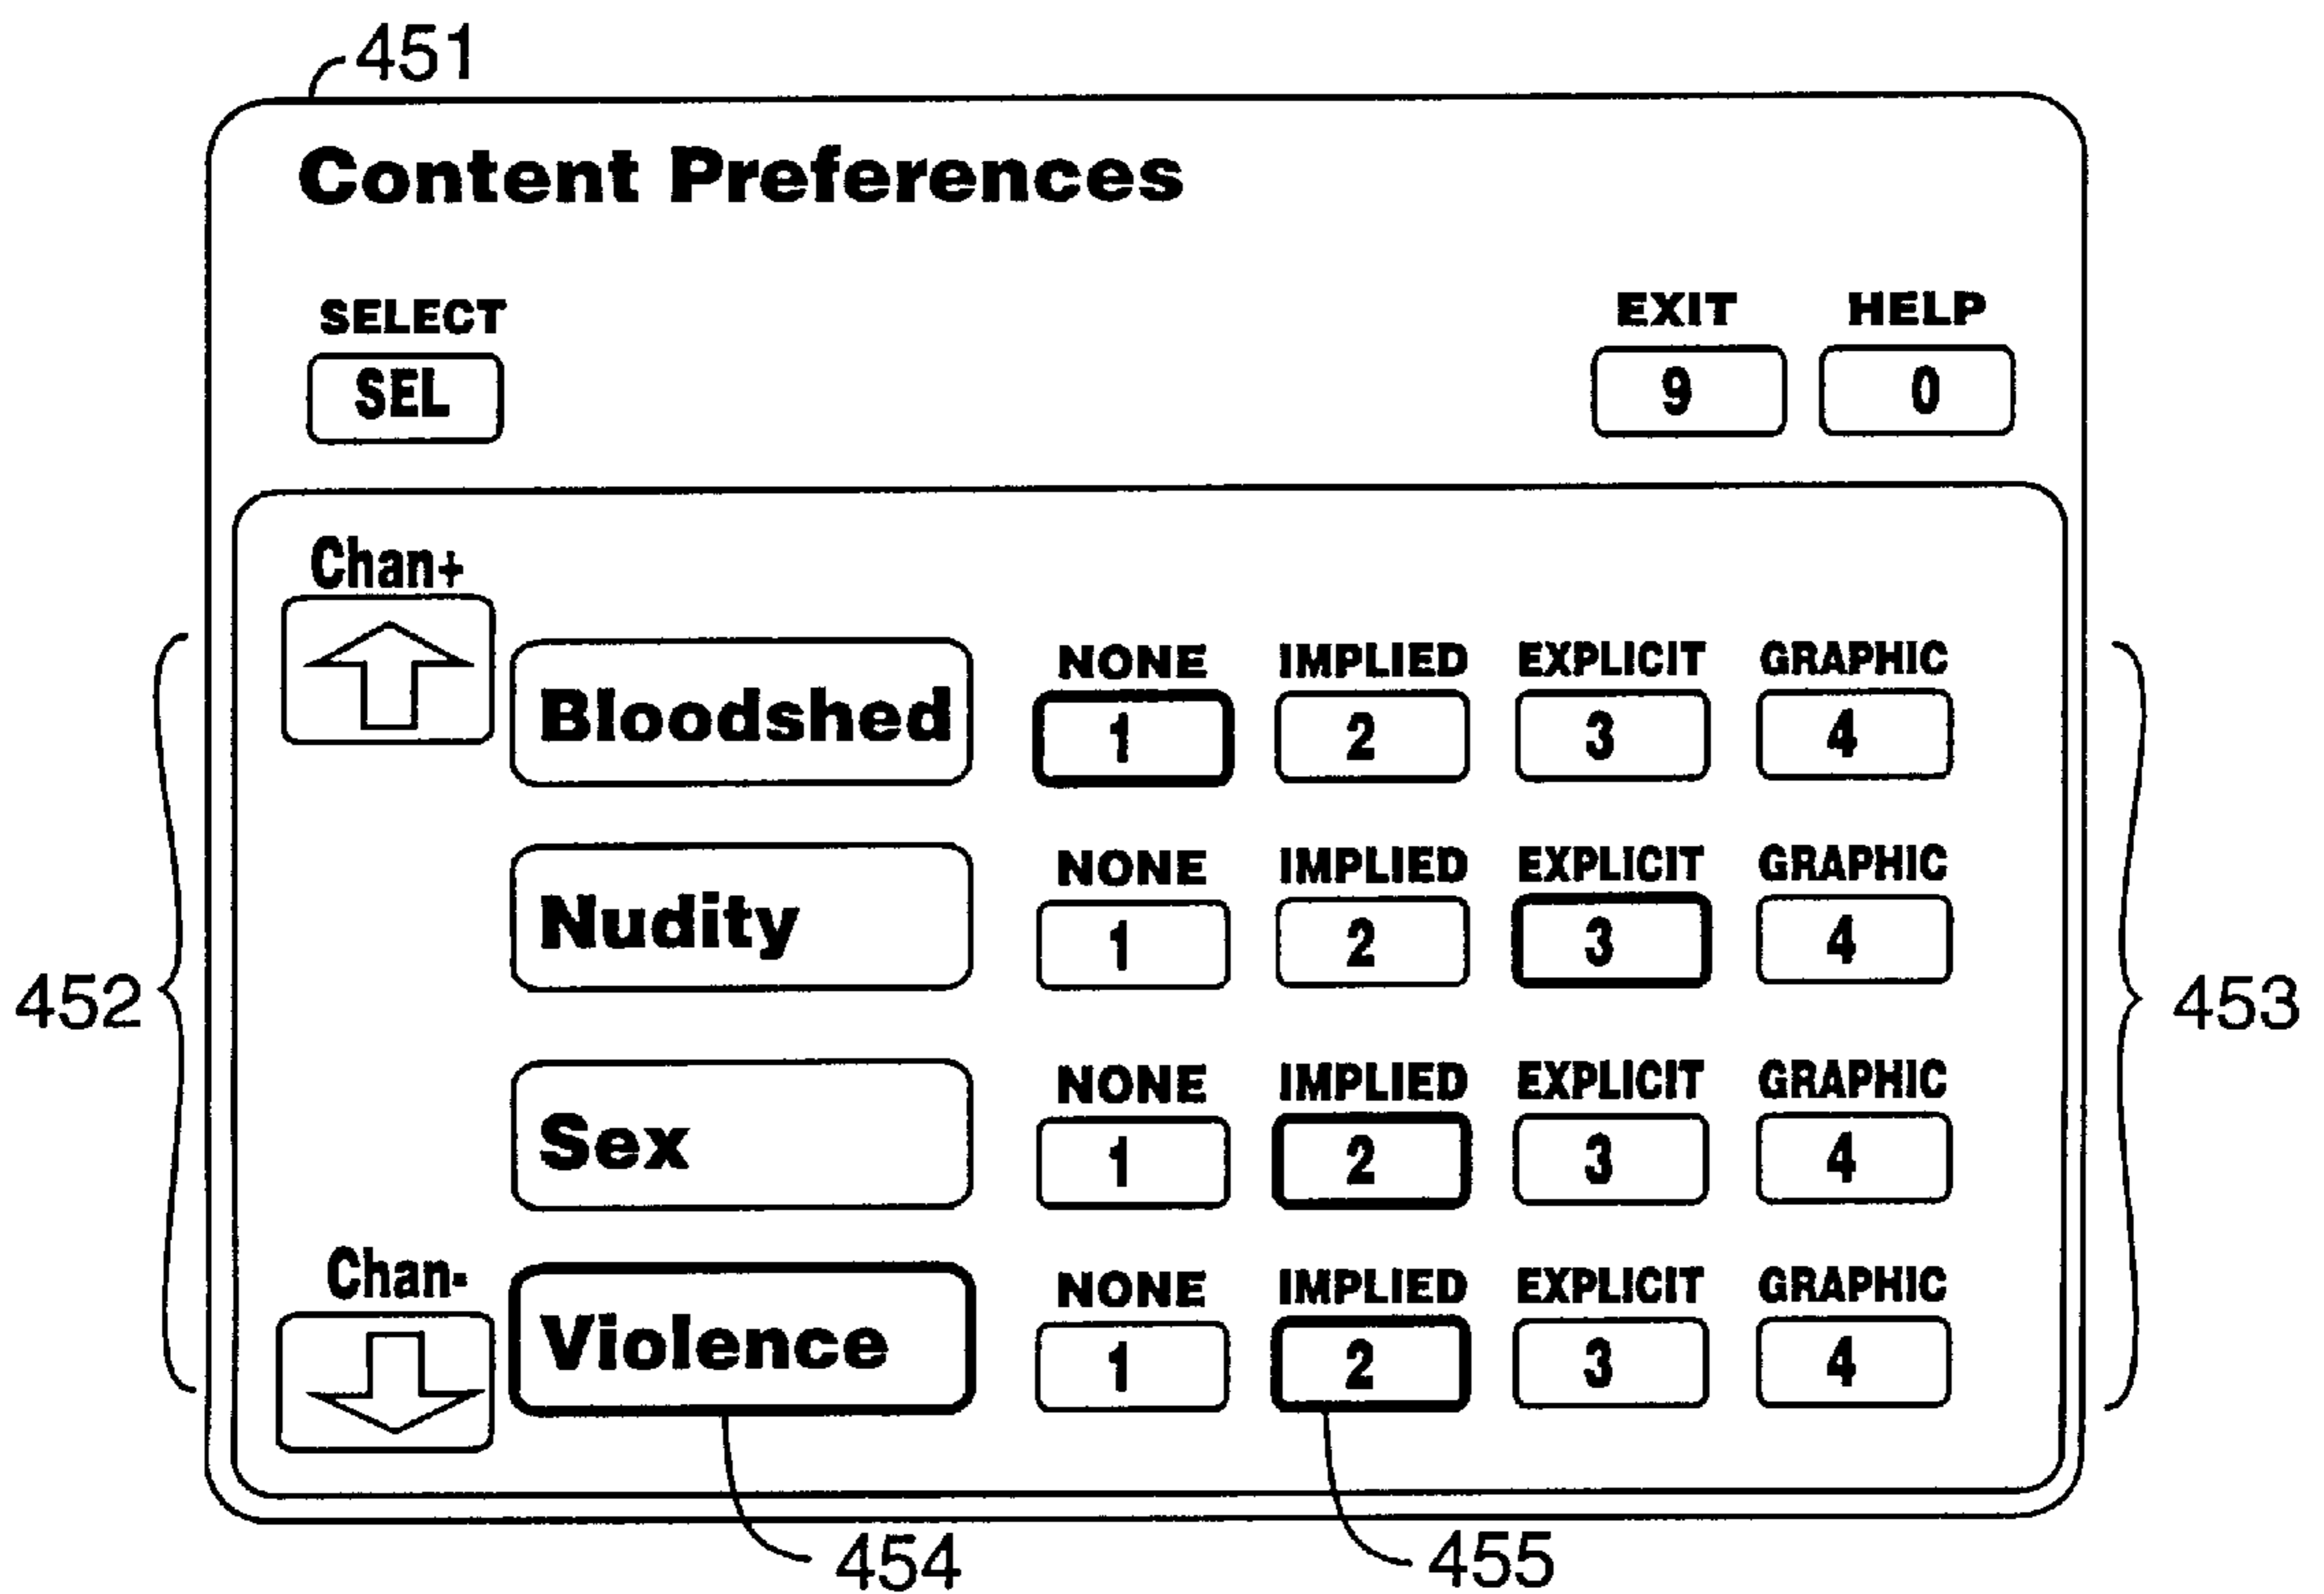 451
Content Preferences
SELECT EXIT HELP
SEL 9 0
Chan+
NONE IMPLIED EXPLICIT GRAPHIC
Bloodshed 1 2 3 4
NONE IMPLIED EXPLICIT GRAPHIC
Nudity 1 2 3 4
452 453
NONE IMPLIED EXPLICIT GRAPHIC
Sex 1 2 3 4
Chan- NONE IMPLIED EXPLICIT GRAPHIC
Violence 1 2 3 4
454 455